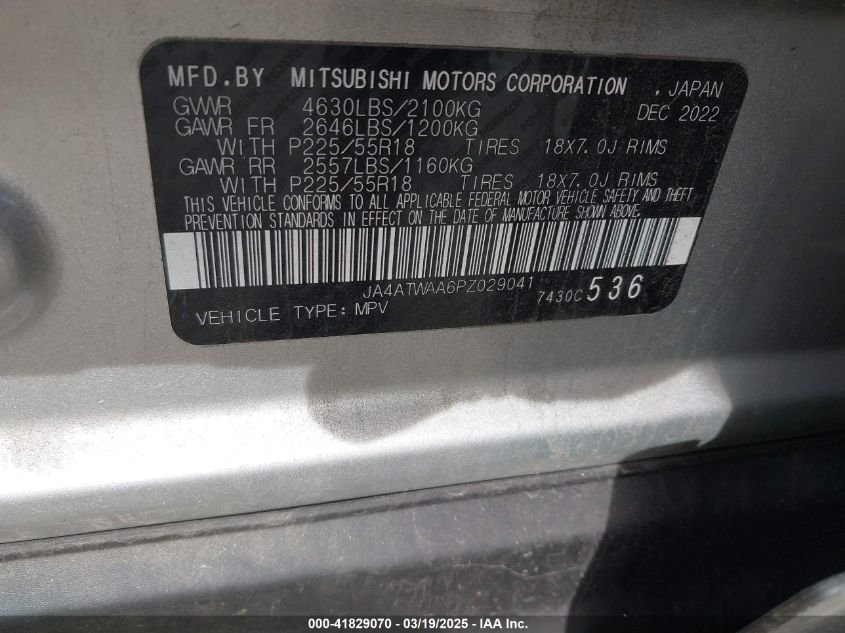 MFD.BY MITSUBISHI MOTORS CORPORATION , JAPAN
GVWR 4630LBS/2100KG DEC 2022
GAWR FR 2646LBS/1200KG
WITH P225/55R18 TIRES 18X7.0J RIMS
GAWR RR 2557LBS/1160KG
WITH P225/55R18 TIRES 18X7.0J RIMS
THIS VEHICLE CONFORMS TO ALL APPLICABLE FEDERAL MOTOR VEHICLE SAFETY AND THEFT
PREVENTION STANDARDS IN EFFECT ON THE DATE OF MANUFACTURE SHOWN ABOVE.
JA4ATWAA6PZ029041 7430C 536
VEHICLE TYPE: MPV
000-41829070 - 03/19/2025 - IAA Inc.